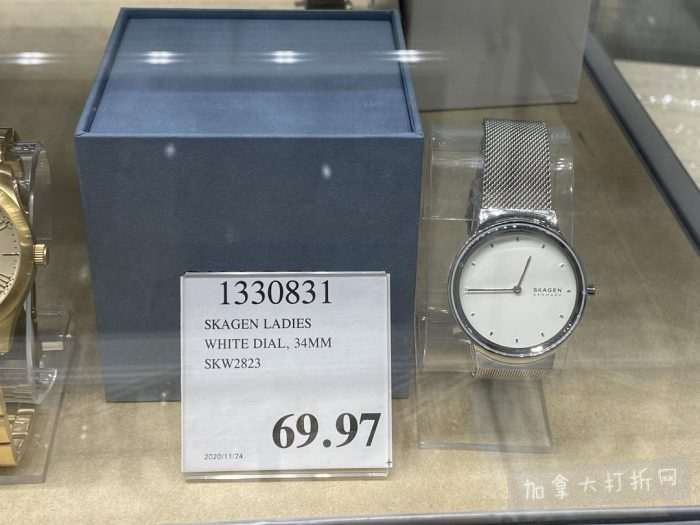 1330831
SKAGEN LADIES
WHITE DIAL, 34MM
SKW2823
69.97
2020/11/24
SKAGEN
DENMARK
加拿大打折网